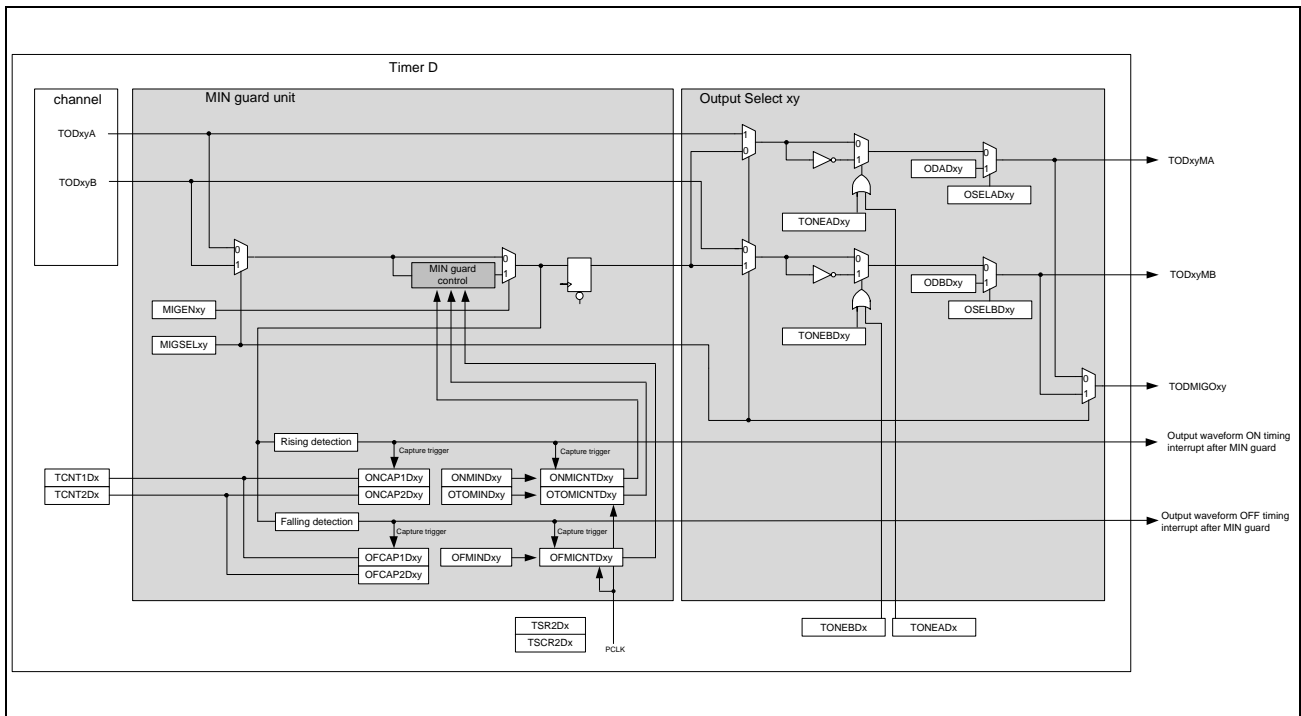 Timer D
channel
MIN guard unit
Output Select xy
TODxyA
TODxyB
1
0
0
1
ODADxy
0
1
OSELADxy
TODxyMA
TONEADxy
0
1
MIN guard
control
0
1
0
1
0
1
ODBDxy
0
1
OSELBDxy
TODxyMB
MIGENxy
TONEBDxy
MIGSELxy
0
1
TODMIGOxy
Rising detection
Capture trigger
Capture trigger
Output waveform ON timing
interrupt after MIN guard
TCNT1Dx
TCNT2Dx
ONCAP1Dxy
ONCAP2Dxy
ONMINDxy
OTOMINDxy
ONMICNTDxy
OTOMICNTDxy
Falling detection
Capture trigger
Capture trigger
Output waveform OFF timing
interrupt after MIN guard
OFCAP1Dxy
OFCAP2Dxy
OFMINDxy
OFMICNTDxy
TSR2Dx
TSCR2Dx
PCLK
TONEBDx
TONEADx